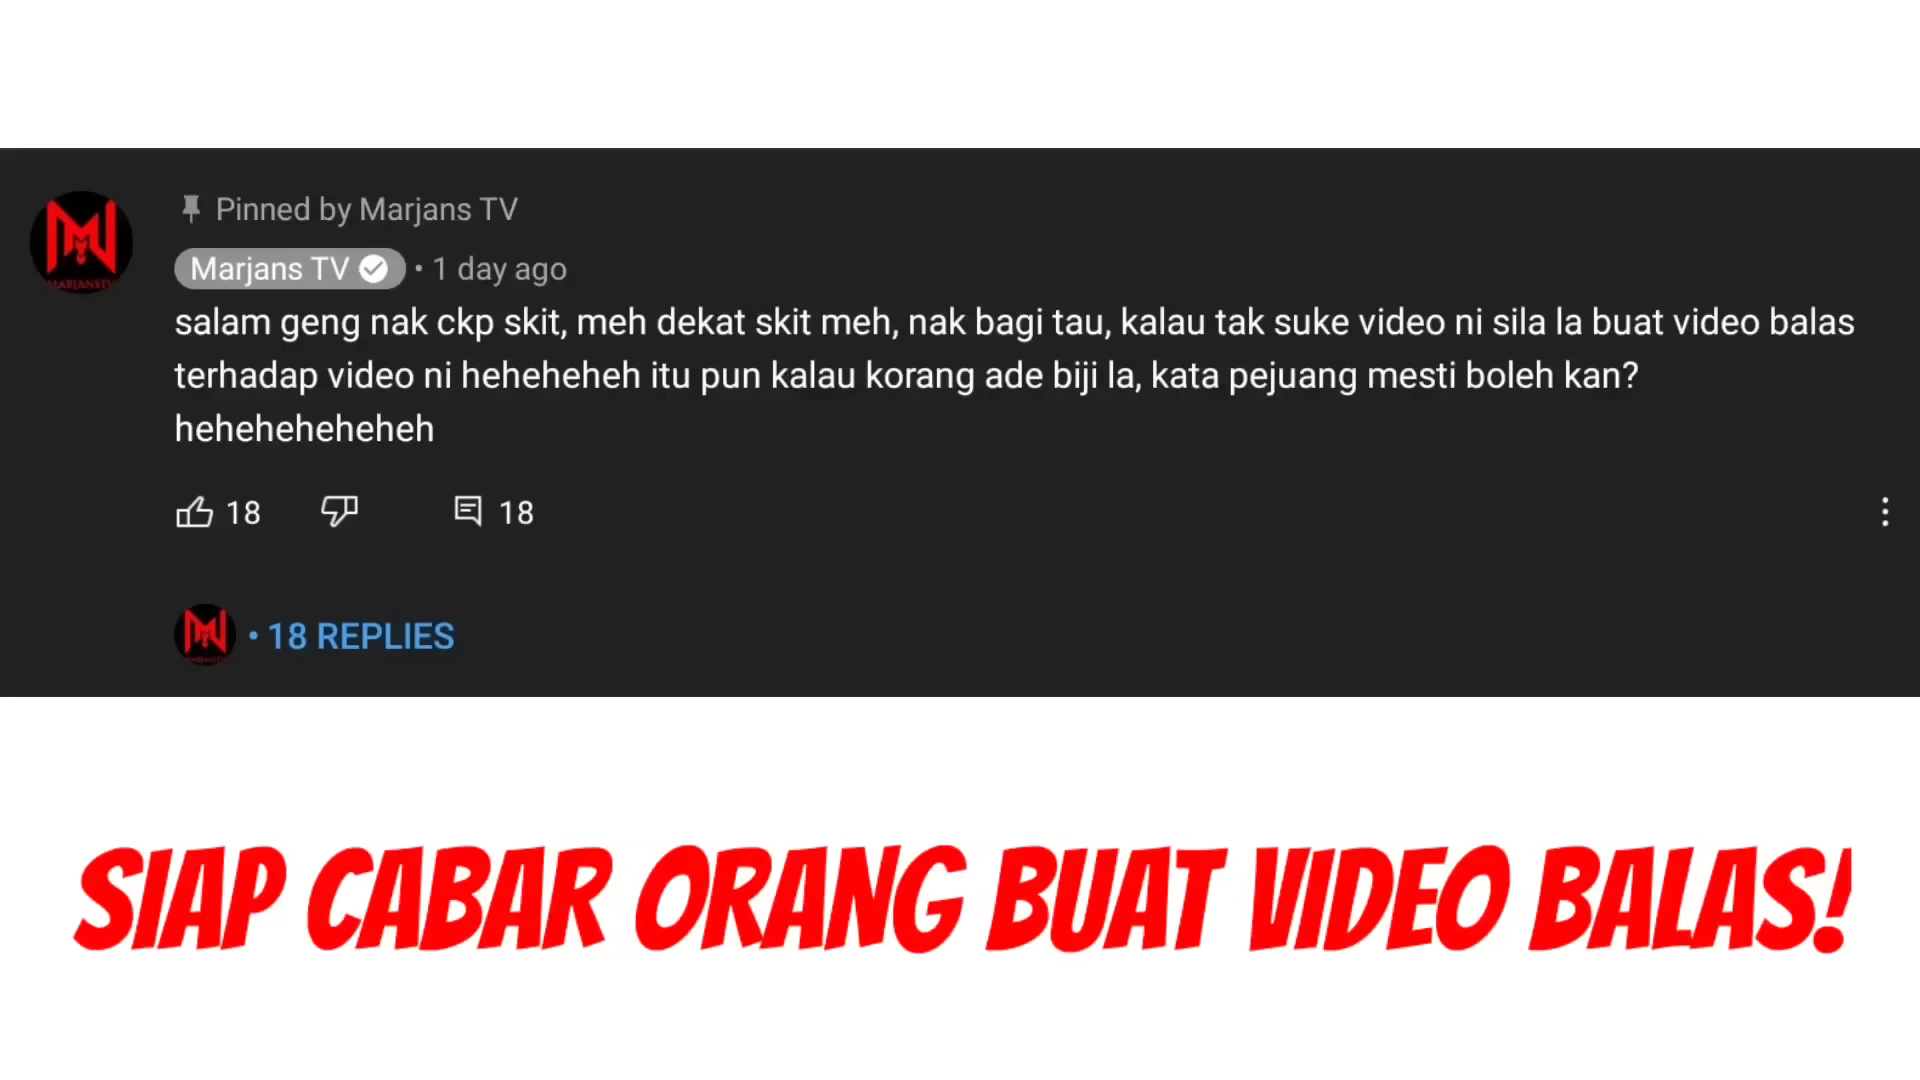 Pinned by Marjans TV
Marjans TV • 1 day ago
salam geng nak ckp skit, meh dekat skit meh, nak bagi tau, kalau tak suke video ni sila la buat video balas
terhadap video ni heheheheh itu pun kalau korang ade biji la, kata pejuang mesti boleh kan?
heheheheheheh
18 18
• 18 REPLIES
SIAP CABAR ORANG BUAT VIDEO BALAS!